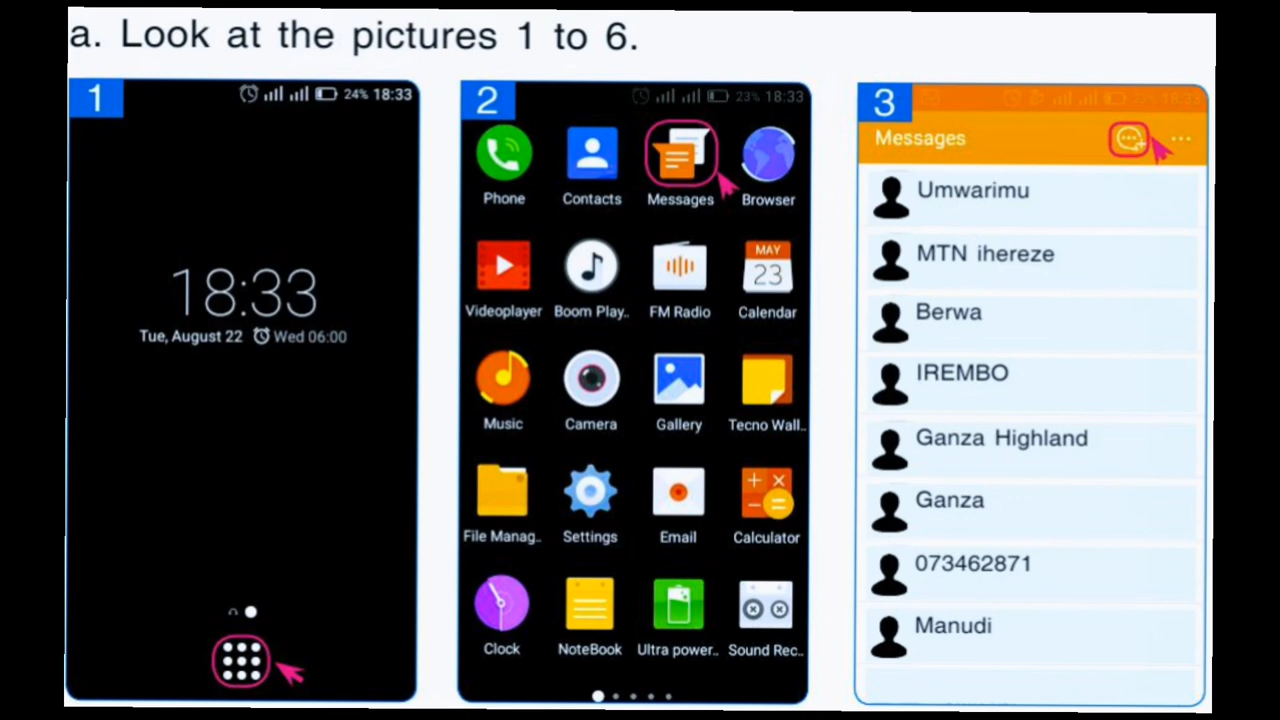 a. Look at the pictures 1 to 6.
1
24% 18:33
18:33
Tue, August 22 Wed 06:00
2
23% 18:33
Phone Contacts Messages Browser
MAY
23
Videoplayer Boom Play.. FM Radio Calendar
Music Camera Gallery Tecno Wall..
File Manag.. Settings Email Calculator
Clock NoteBook Ultra power.. Sound Rec..
3
18:33
Messages
Umwarimu
MTN ihereze
Berwa
IREMBO
Ganza Highland
Ganza
073462871
Manudi